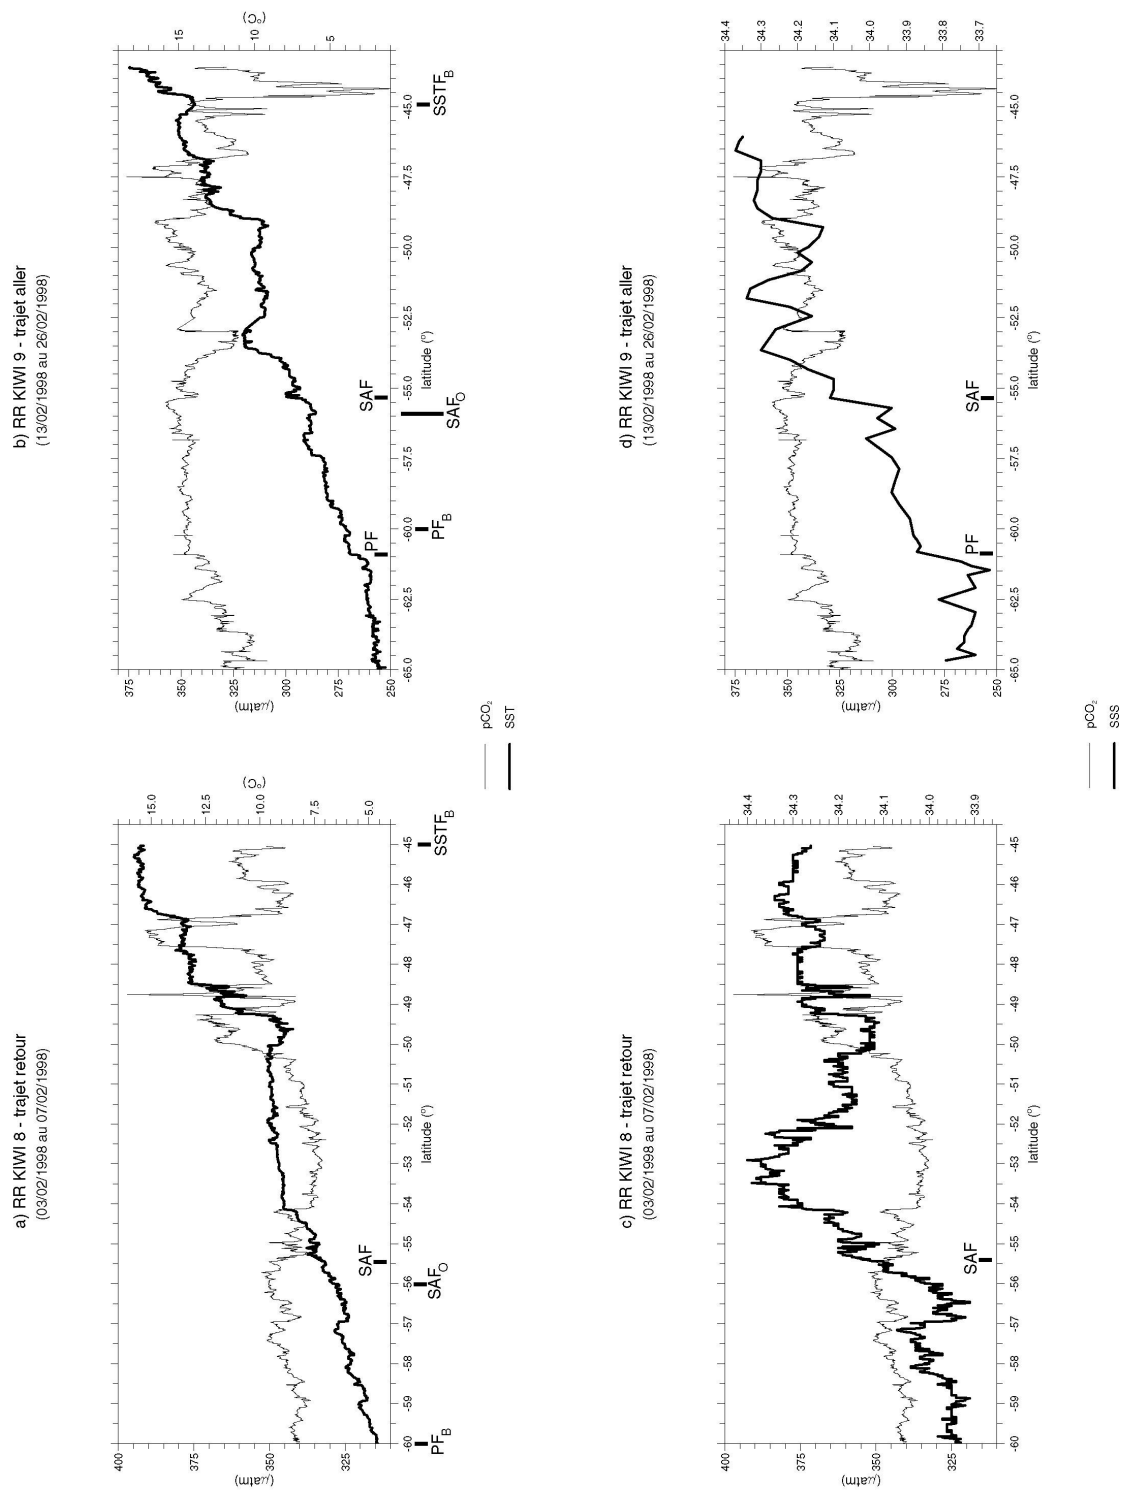 a) RR KIWI 8 - trajet retour
(03/02/1998 au 07/02/1998)
400
375
350
325
(µatm)
15.0
12.5
10.0
7.5
5.0
(°C)
SAF
-60 -59 -58 -57 -56 -55 -54 -53 -52 -51 -50 -49 -48 -47 -46 -45
latitude (°)
PF_B SAF_O SSTF_B
b) RR KIWI 9 - trajet aller
(13/02/1998 au 26/02/1998)
375
350
325
300
275
250
(µatm)
15
10
5
(°C)
PF SAF
-65.0 -62.5 -60.0 -57.5 -55.0 -52.5 -50.0 -47.5 -45.0
latitude (°)
PF_B SAF_O SSTF_B
pCO₂
SST
c) RR KIWI 8 - trajet retour
(03/02/1998 au 07/02/1998)
400
375
350
325
(µatm)
34.4
34.3
34.2
34.1
34.0
33.9
SAF
-60 -59 -58 -57 -56 -55 -54 -53 -52 -51 -50 -49 -48 -47 -46 -45
latitude (°)
d) RR KIWI 9 - trajet aller
(13/02/1998 au 26/02/1998)
375
350
325
300
275
250
(µatm)
34.4
34.3
34.2
34.1
34.0
33.9
33.8
33.7
PF SAF
-65.0 -62.5 -60.0 -57.5 -55.0 -52.5 -50.0 -47.5 -45.0
latitude (°)
pCO₂
SSS